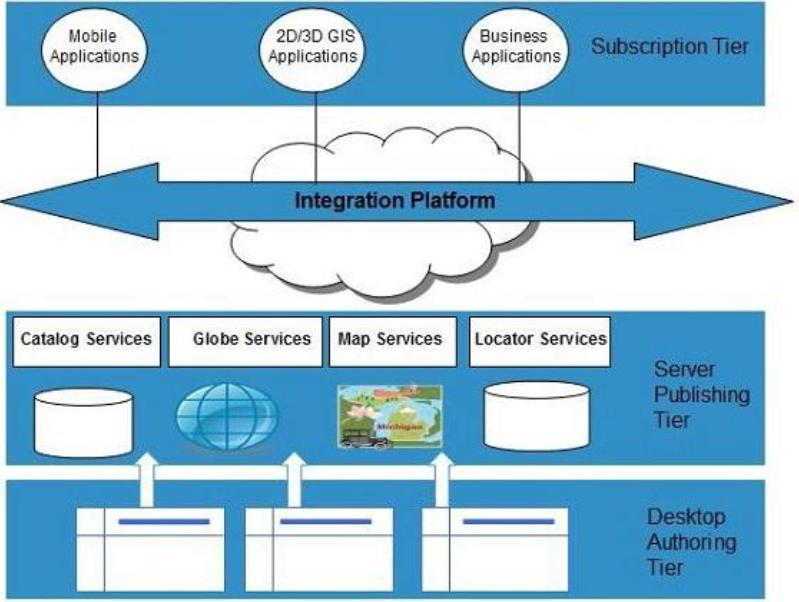 Mobile
Applications
2D/3D GIS
Applications
Business
Applications
Subscription Tier
Integration Platform
Catalog Services
Globe Services
Map Services
Locator Services
Server
Publishing
Tier
Michigan
Desktop
Authoring
Tier